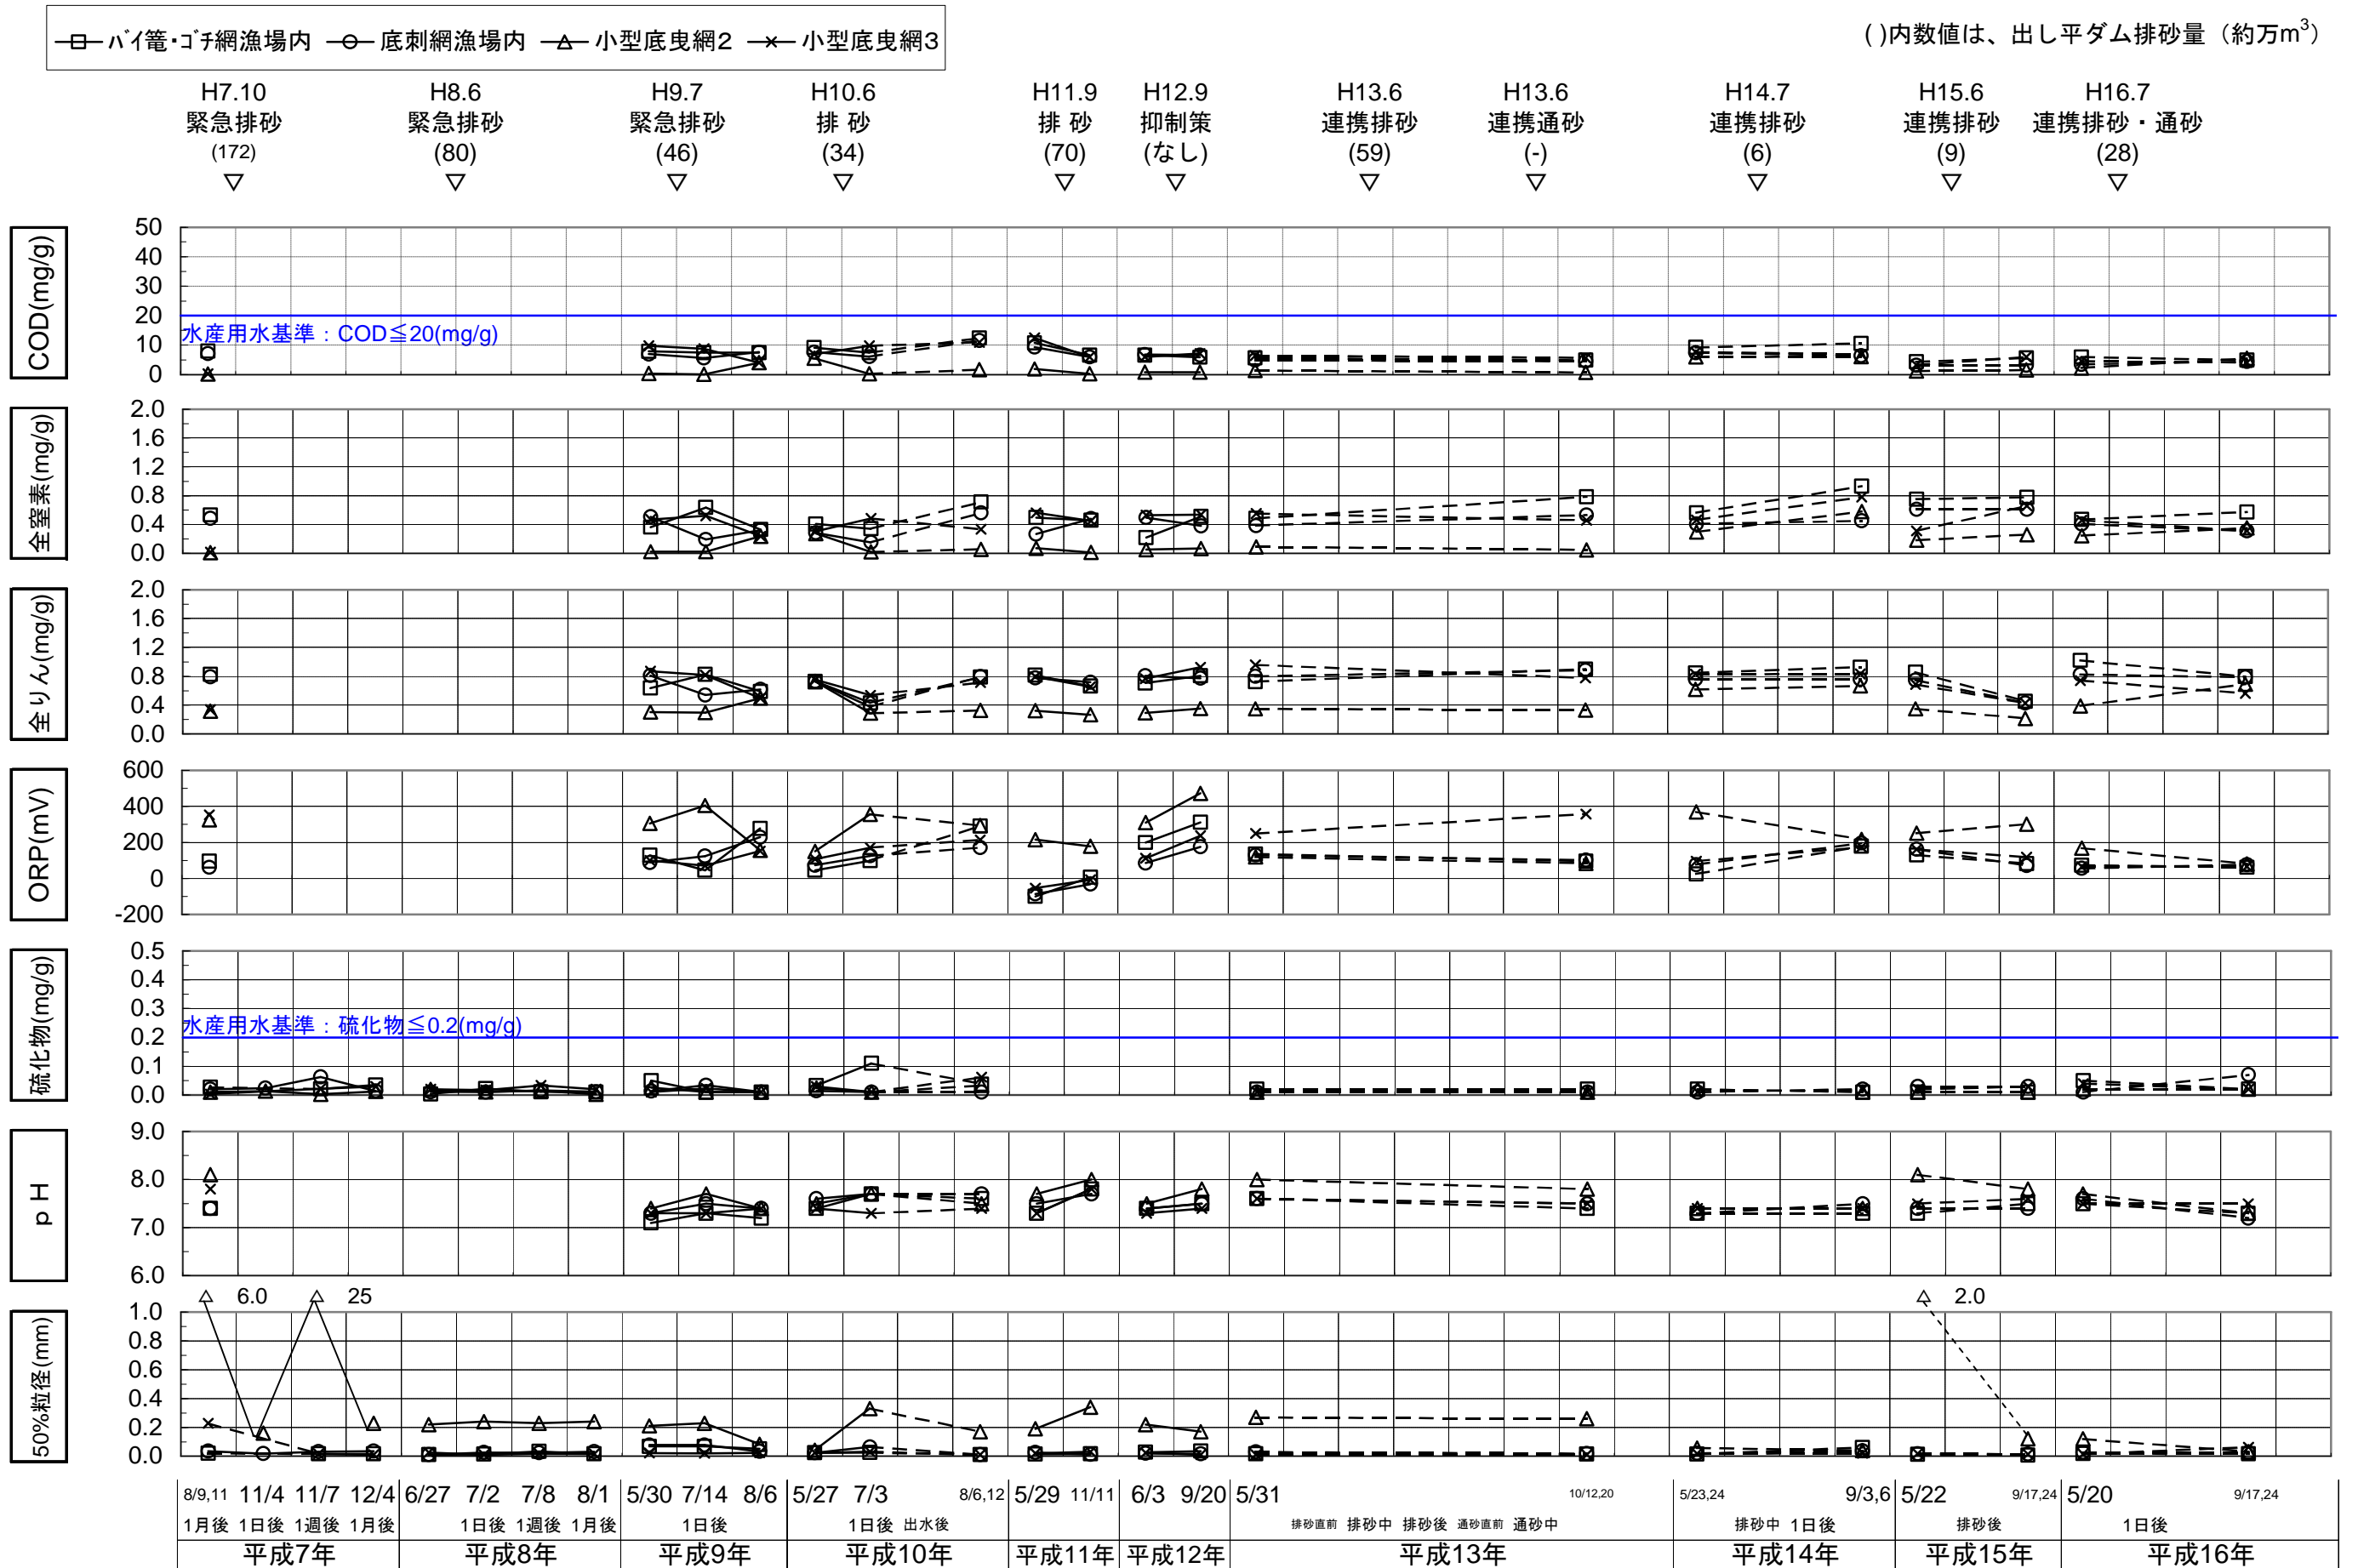 バイ篭・ゴチ網漁場内 底刺網漁場内 小型底曳網2 小型底曳網3
( )内数値は、出し平ダム排砂量（約万m³）
H7.10 H8.6 H9.7 H10.6 H11.9 H12.9 H13.6 H13.6 H14.7 H15.6 H16.7
緊急排砂 緊急排砂 緊急排砂 排 砂 排 砂 抑制策 連携排砂 連携通砂 連携排砂 連携排砂 連携排砂・通砂
(172) (80) (46) (34) (70) (なし) (59) (-) (6) (9) (28)
COD(mg/g)
50
40
30
20
10
0
水産用水基準：COD≦20(mg/g)
全窒素(mg/g)
2.0
1.6
1.2
0.8
0.4
0.0
全りん(mg/g)
2.0
1.6
1.2
0.8
0.4
0.0
ORP(mV)
600
400
200
0
-200
硫化物(mg/g)
0.5
0.4
0.3
0.2
0.1
0.0
水産用水基準：硫化物≦0.2(mg/g)
pH
9.0
8.0
7.0
6.0
50%粒径(mm)
6.0 25 2.0
1.0
0.8
0.6
0.4
0.2
0.0
8/9,11 11/4 11/7 12/4 6/27 7/2 7/8 8/1 5/30 7/14 8/6 5/27 7/3 8/6,12 5/29 11/11 6/3 9/20 5/31 10/12,20 5/23,24 9/3,6 5/22 9/17,24 5/20 9/17,24
1月後 1日後 1週後 1月後 1日後 1週後 1月後 1日後 1日後 出水後 排砂直前 排砂中 排砂後 通砂直前 通砂中 排砂中 1日後 排砂後 1日後
平成7年 平成8年 平成9年 平成10年 平成11年 平成12年 平成13年 平成14年 平成15年 平成16年